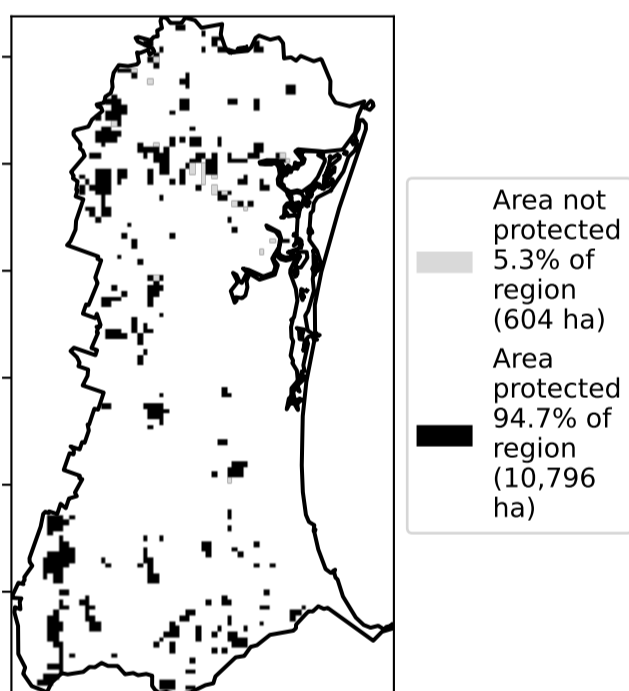 Area not
protected
5.3% of
region
(604 ha)
Area
protected
94.7% of
region
(10,796
ha)